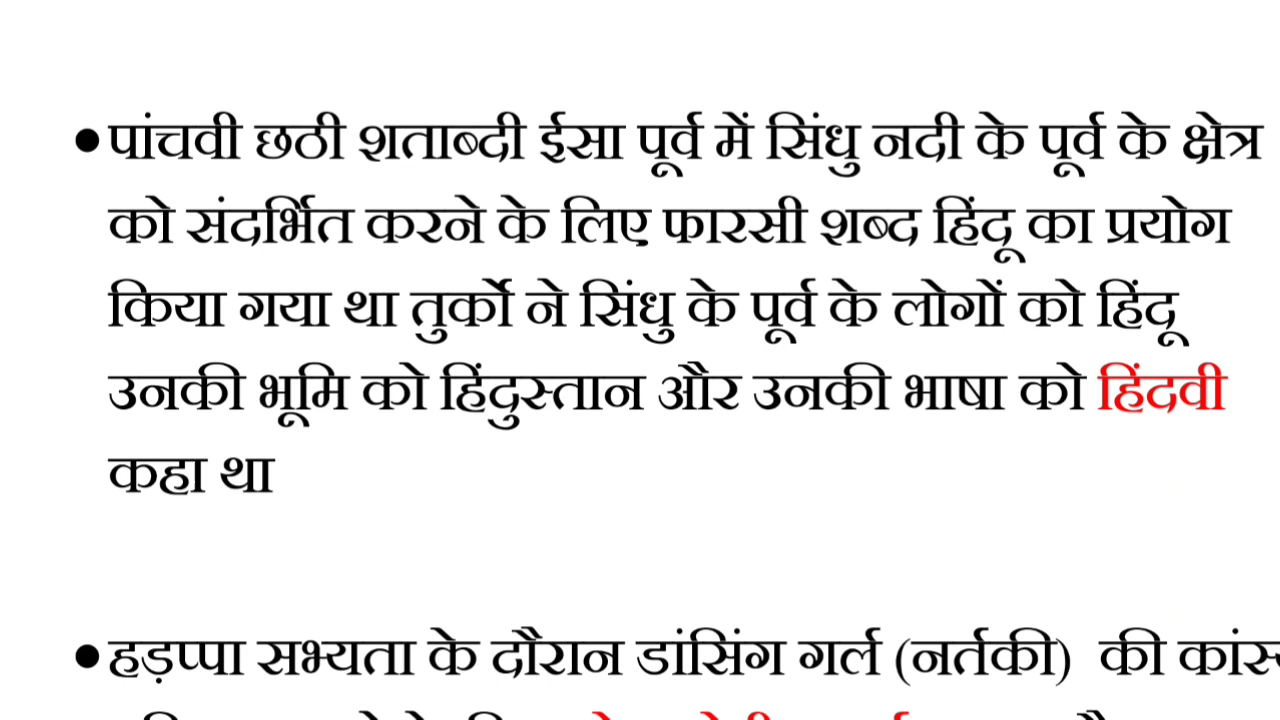 •पांचवी छठी शताब्दी ईसा पूर्व में सिंधु नदी के पूर्व के क्षेत्र
को संदर्भित करने के लिए फारसी शब्द हिंदू का प्रयोग
किया गया था तुर्कों ने सिंधु के पूर्व के लोगों को हिंदू
उनकी भूमि को हिंदुस्तान और उनकी भाषा को हिंदवी
कहा था
•हड़प्पा सभ्यता के दौरान डांसिंग गर्ल (नर्तकी) की